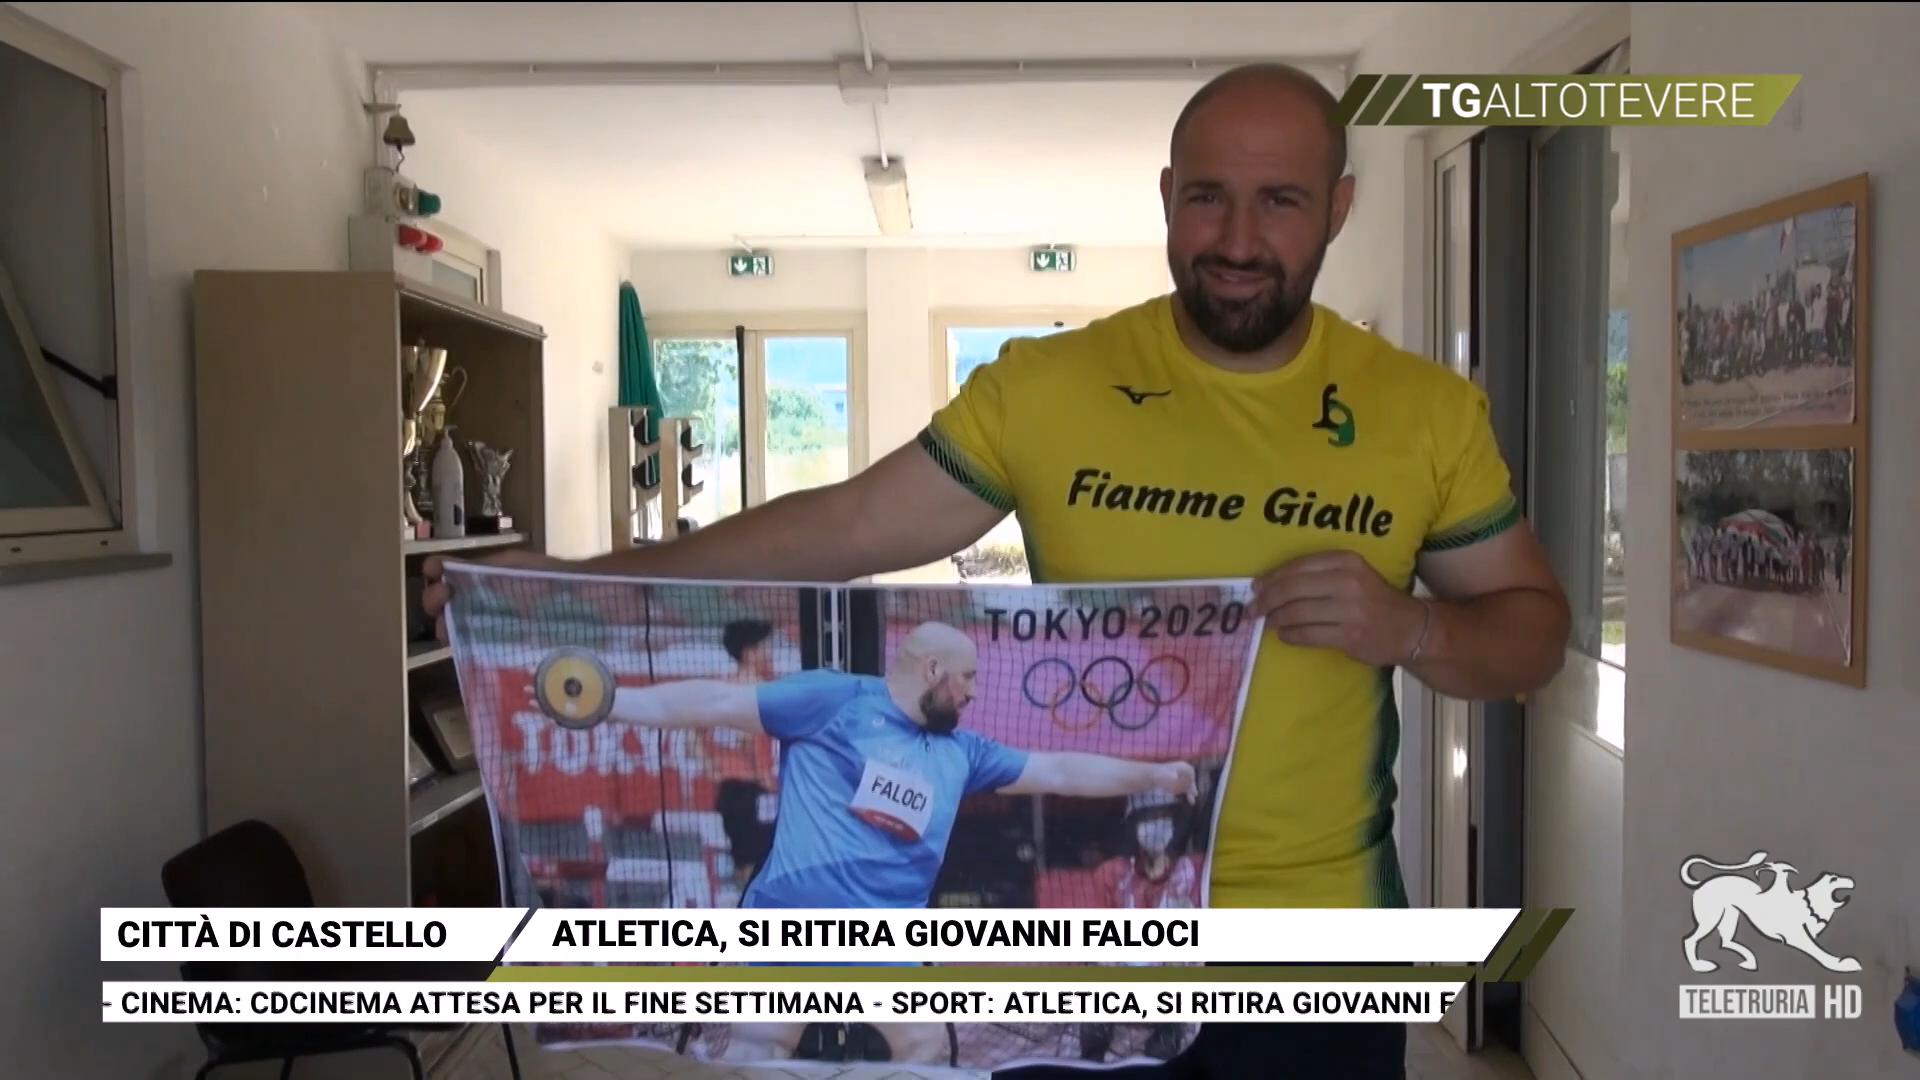 TGALTOTEVERE
Fiamme Gialle
TOKYO 2020
FALOCI
CITTÀ DI CASTELLO
ATLETICA, SI RITIRA GIOVANNI FALOCI
- CINEMA: CDCINEMA ATTESA PER IL FINE SETTIMANA - SPORT: ATLETICA, SI RITIRA GIOVANNI F
TELETRURIA HD